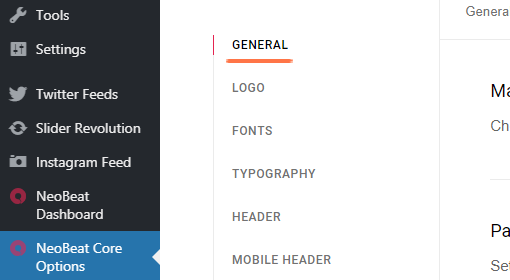 Tools
Settings
Twitter Feeds
Slider Revolution
Instagram Feed
NeoBeat
Dashboard
NeoBeat Core
Options
GENERAL
LOGO
FONTS
TYPOGRAPHY
HEADER
MOBILE HEADER